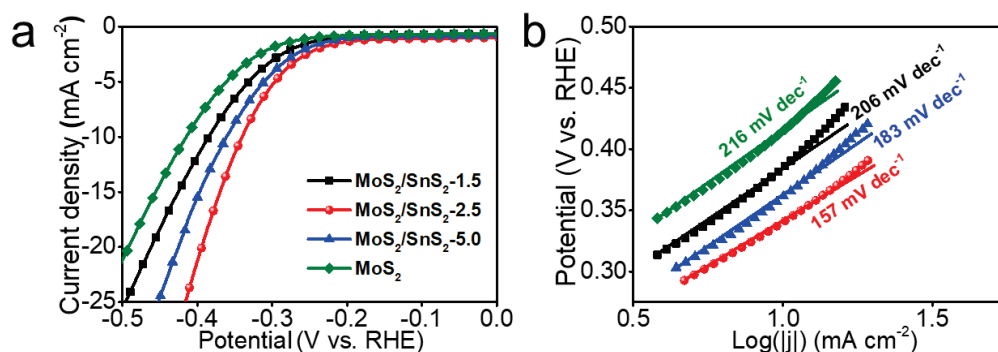 a
Current density (mA cm⁻²)
0
-5
-10
-15
-20
-25
-0.5
-0.4
-0.3
-0.2
-0.1
0.0
Potential (V vs. RHE)
MoS₂/SnS₂-1.5
MoS₂/SnS₂-2.5
MoS₂/SnS₂-5.0
MoS₂
b
Potential (V vs. RHE)
0.50
0.45
0.40
0.35
0.30
0.5
1.0
1.5
Log(|j|) (mA cm⁻²)
216 mV dec⁻¹
206 mV dec⁻¹
183 mV dec⁻¹
157 mV dec⁻¹